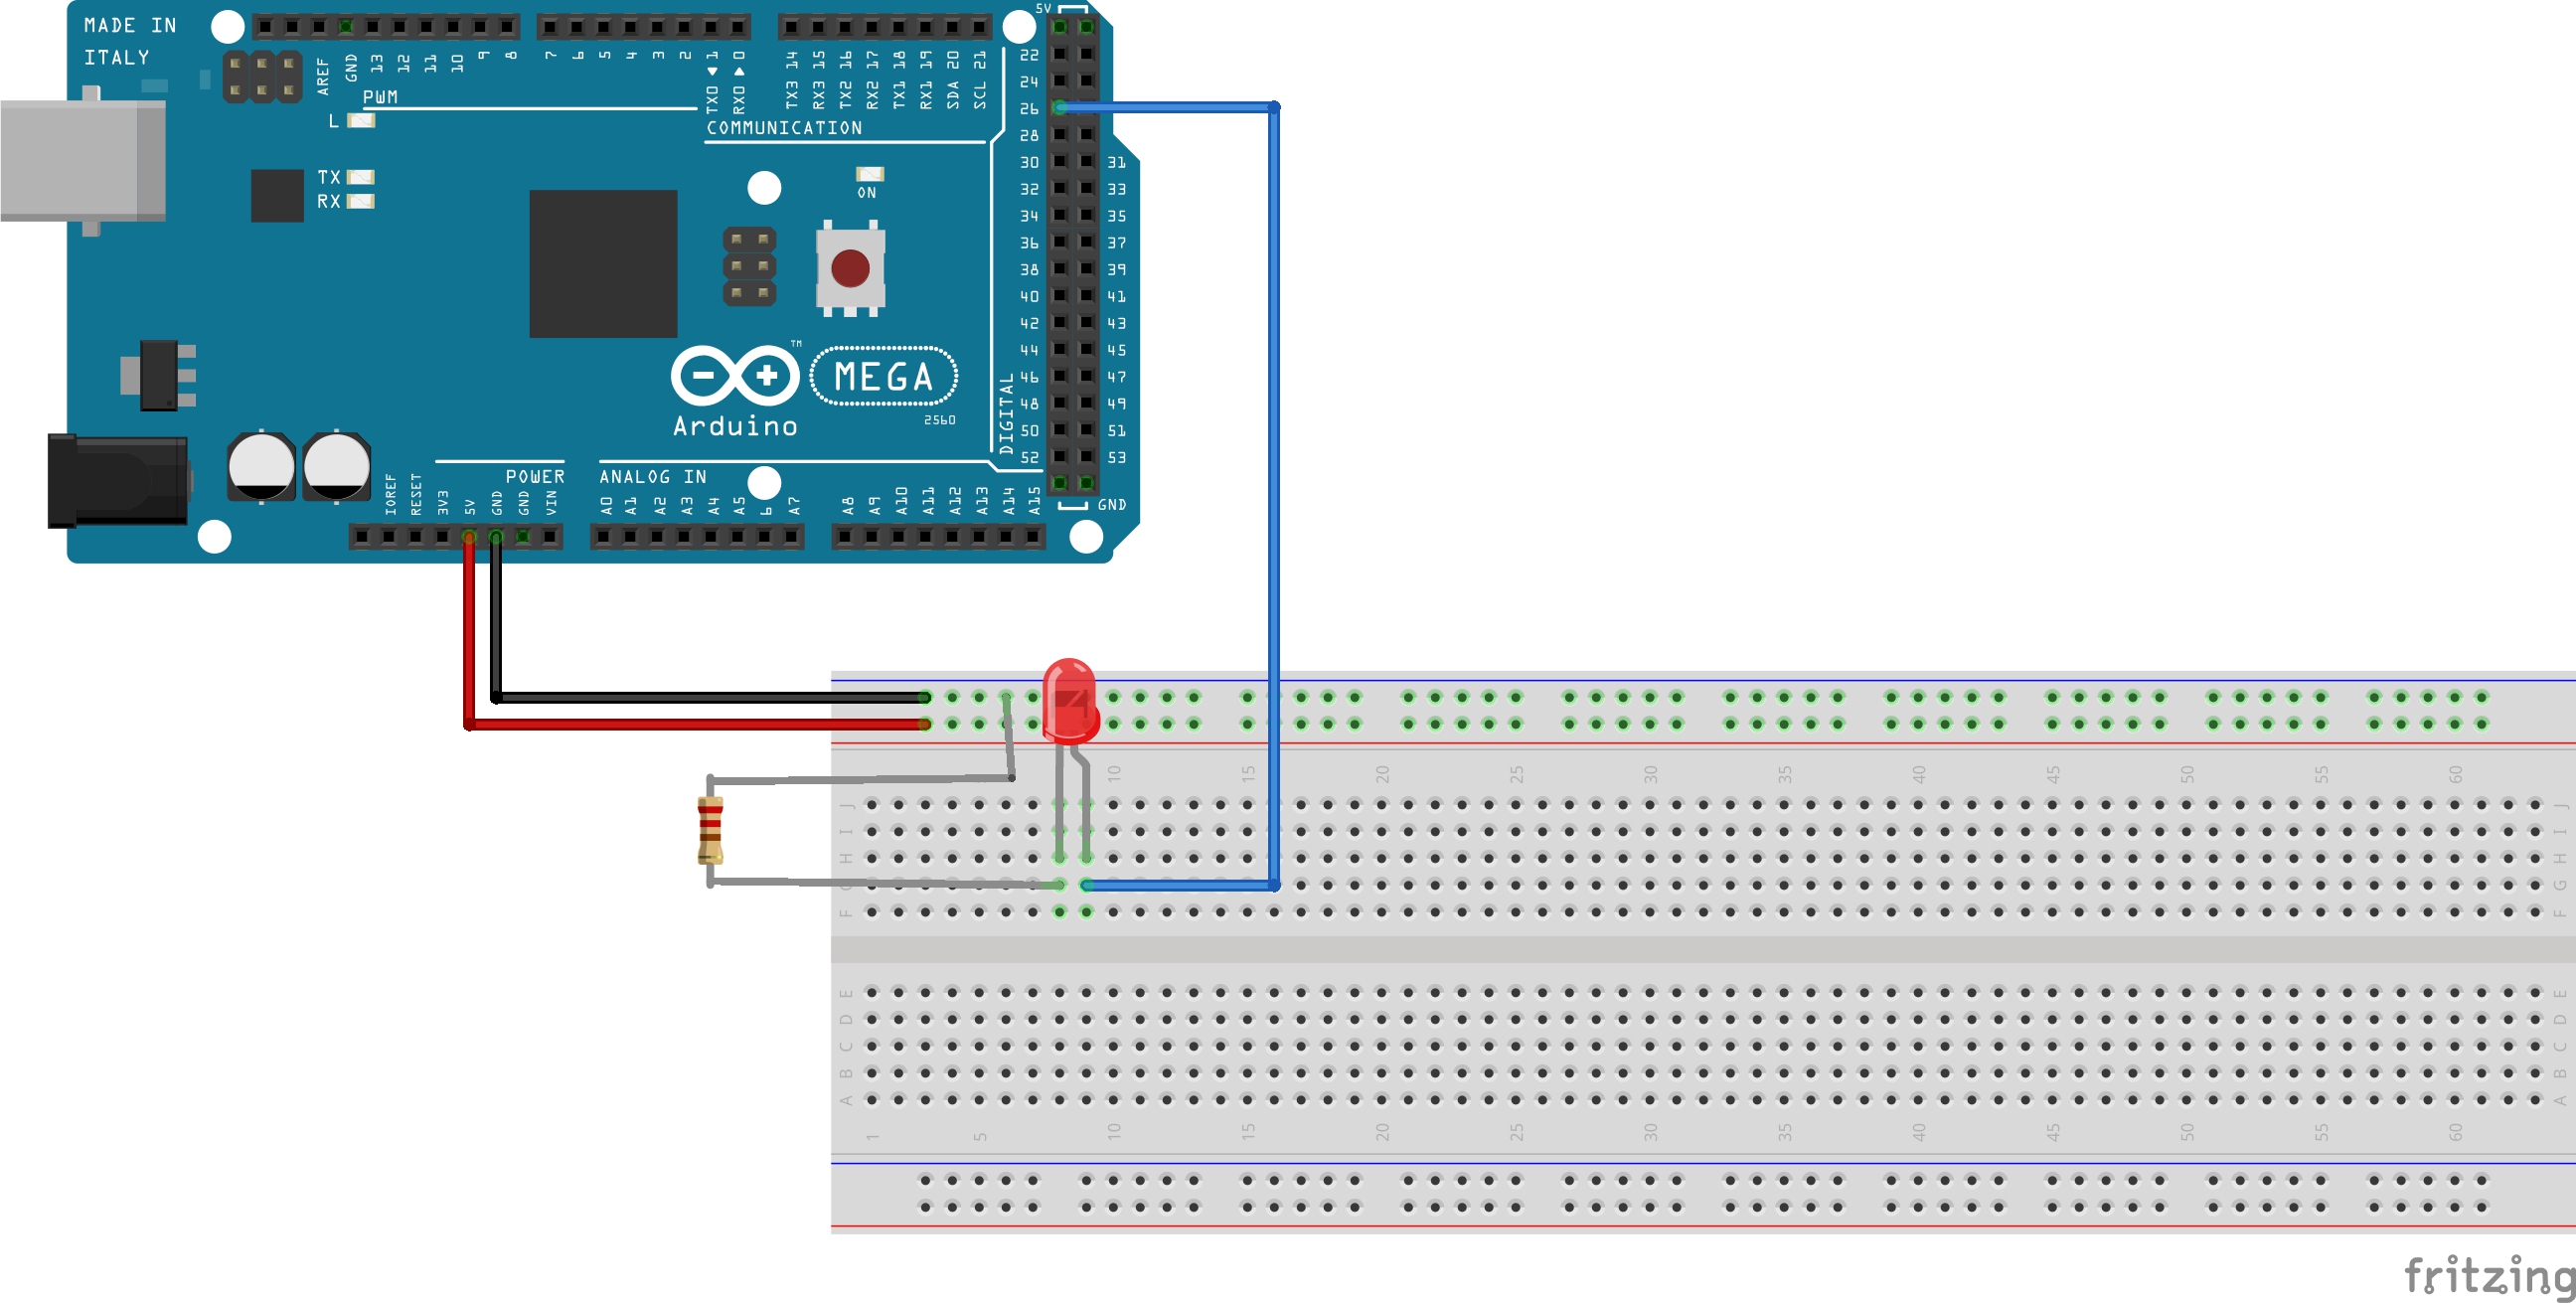 MADE IN
ITALY
AREF
GND
13
12
11
10
9
8
7
6
5
4
3
2
TX0 ◀ 1
RX0 ▶ 0
TX3 14
RX3 15
TX2 16
RX2 17
TX1 18
RX1 19
SDA 20
SCL 21
5V
PWM
COMMUNICATION
L
TX
RX
ON
22
24
26
28
30 31
32 33
34 35
36 37
38 39
40 41
42 43
44 45
46 47
48 49
50 51
52 53
GND
DIGITAL
TM
MEGA
Arduino
2560
POWER
ANALOG IN
IOREF
RESET
3V3
5V
GND
GND
VIN
A0
A1
A2
A3
A4
A5
6
A7
A8
A9
A10
A11
A12
A13
A14
A15
10 15 20 25 30 35 40 45 50 55 60
J J
I I
H H
G
F F
E E
D D
C C
B B
A A
1 5 10 15 20 25 30 35 40 45 50 55 60
fritzing